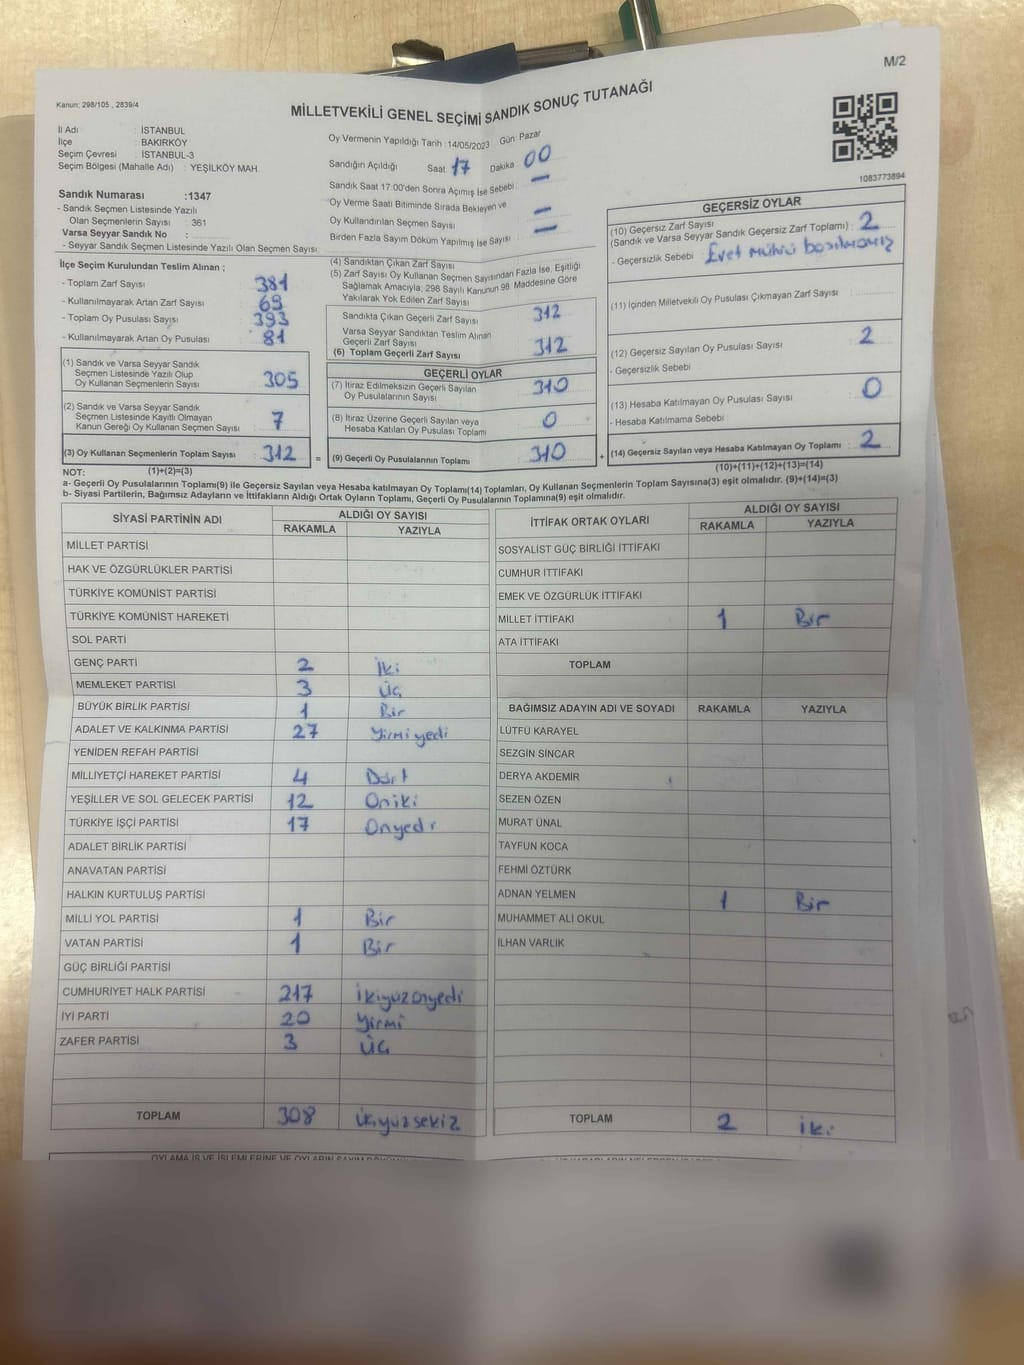 M/2
Kanun; 298/105 , 2839/4
MİLLETVEKİLİ GENEL SEÇİMİ SANDIK SONUÇ TUTANAĞI
İl Adı : İSTANBUL
İlçe : BAKIRKÖY
Seçim Çevresi : İSTANBUL-3
Seçim Bölgesi (Mahalle Adı) : YEŞİLKÖY MAH.
Sandık Numarası :1347
- Sandık Seçmen Listesinde Yazılı
Olan Seçmenlerin Sayısı : 361
Varsa Seyyar Sandık No :
- Seyyar Sandık Seçmen Listesinde Yazılı Olan Seçmen Sayısı:
Oy Vermenin Yapıldığı Tarih : 14/05/2023 Gün: Pazar
Sandığın Açıldığı Saat: 17 Dakika: 00
Sandık Saat 17:00'den Sonra Açımış İse Sebebi : -
Oy Verme Saati Bitiminde Sırada Bekleyen ve
Oy Kullandırılan Seçmen Sayısı : -
Birden Fazla Sayım Döküm Yapılmış İse Sayısı : -
1083773894
GEÇERSİZ OYLAR
(10) Geçersiz Zarf Sayısı
(Sandık ve Varsa Seyyar Sandık Geçersiz Zarf Toplamı) : 2
- Geçersizlik Sebebi : Evet mührü basılmamış
(11) İçinden Milletvekili Oy Pusulası Çıkmayan Zarf Sayısı :
(12) Geçersiz Sayılan Oy Pusulası Sayısı : 2
- Geçersizlik Sebebi :
(13) Hesaba Katılmayan Oy Pusulası Sayısı : 0
- Hesaba Katılmama Sebebi :
(14) Geçersiz Sayılan veya Hesaba Katılmayan Oy Toplamı : 2
(10)+(11)+(12)+(13)=(14)
İlçe Seçim Kurulundan Teslim Alınan ;
- Toplam Zarf Sayısı : 381
- Kullanılmayarak Artan Zarf Sayısı : 69
- Toplam Oy Pusulası Sayısı : 393
- Kullanılmayarak Artan Oy Pusulası : 81
(1) Sandık ve Varsa Seyyar Sandık
Seçmen Listesinde Yazılı Olup
Oy Kullanan Seçmenlerin Sayısı : 305
(2) Sandık ve Varsa Seyyar Sandık
Seçmen Listesinde Kayıtlı Olmayan
Kanun Gereği Oy Kullanan Seçmen Sayısı : 7
(3) Oy Kullanan Seçmenlerin Toplam Sayısı : 312
(4) Sandıktan Çıkan Zarf Sayısı :
(5) Zarf Sayısı Oy Kullanan Seçmen Sayısından Fazla İse, Eşitliği
Sağlamak Amacıyla; 298 Sayılı Kanunun 98. Maddesine Göre
Yakılarak Yok Edilen Zarf Sayısı
Sandıkta Çıkan Geçerli Zarf Sayısı : 312
Varsa Seyyar Sandıktan Teslim Alınan
Geçerli Zarf Sayısı
(6) Toplam Geçerli Zarf Sayısı : 312
GEÇERLİ OYLAR
(7) İtiraz Edilmeksizin Geçerli Sayılan
Oy Pusulalarının Sayısı : 310
(8) İtiraz Üzerine Geçerli Sayılan veya
Hesaba Katılan Oy Pusulası Toplamı : 0
= (9) Geçerli Oy Pusulalarının Toplamı : 310 +
NOT: (1)+(2)=(3)
a- Geçerli Oy Pusulalarının Toplamı(9) ile Geçersiz Sayılan veya Hesaba katılmayan Oy Toplamı(14) Toplamları, Oy Kullanan Seçmenlerin Toplam Sayısına(3) eşit olmalıdır. (9)+(14)=(3)
b- Siyasi Partilerin, Bağımsız Adayların ve İttifakların Aldığı Ortak Oyların Toplamı, Geçerli Oy Pusulalarının Toplamına(9) eşit olmalıdır.
SİYASİ PARTİNİN ADI ALDIĞI OY SAYISI
RAKAMLA YAZIYLA
MİLLET PARTİSİ
HAK VE ÖZGÜRLÜKLER PARTİSİ
TÜRKİYE KOMÜNİST PARTİSİ
TÜRKİYE KOMÜNİST HAREKETİ
SOL PARTİ
GENÇ PARTİ 2 İki
MEMLEKET PARTİSİ 3 Üç
BÜYÜK BİRLİK PARTİSİ 1 Bir
ADALET VE KALKINMA PARTİSİ 27 Yirmi yedi
YENİDEN REFAH PARTİSİ
MİLLİYETÇİ HAREKET PARTİSİ 4 Dört
YEŞİLLER VE SOL GELECEK PARTİSİ 12 Oniki
TÜRKİYE İŞÇİ PARTİSİ 17 Onyedi
ADALET BİRLİK PARTİSİ
ANAVATAN PARTİSİ
HALKIN KURTULUŞ PARTİSİ
MİLLİ YOL PARTİSİ 1 Bir
VATAN PARTİSİ 1 Bir
GÜÇ BİRLİĞİ PARTİSİ
CUMHURİYET HALK PARTİSİ 217 İkiyüzonyedi
İYİ PARTİ 20 Yirmi
ZAFER PARTİSİ 3 Üç
TOPLAM 308 İkiyüzsekiz
İTTİFAK ORTAK OYLARI ALDIĞI OY SAYISI
RAKAMLA YAZIYLA
SOSYALİST GÜÇ BİRLİĞİ İTTİFAKI
CUMHUR İTTİFAKI
EMEK VE ÖZGÜRLÜK İTTİFAKI
MİLLET İTTİFAKI 1 Bir
ATA İTTİFAKI
TOPLAM
BAĞIMSIZ ADAYIN ADI VE SOYADI RAKAMLA YAZIYLA
LÜTFÜ KARAYEL
SEZGİN SİNCAR
DERYA AKDEMİR
SEZEN ÖZEN
MURAT ÜNAL
TAYFUN KOCA
FEHMİ ÖZTÜRK
ADNAN YELMEN 1 Bir
MUHAMMET ALİ OKUL
İLHAN VARLIK
TOPLAM 2 İki